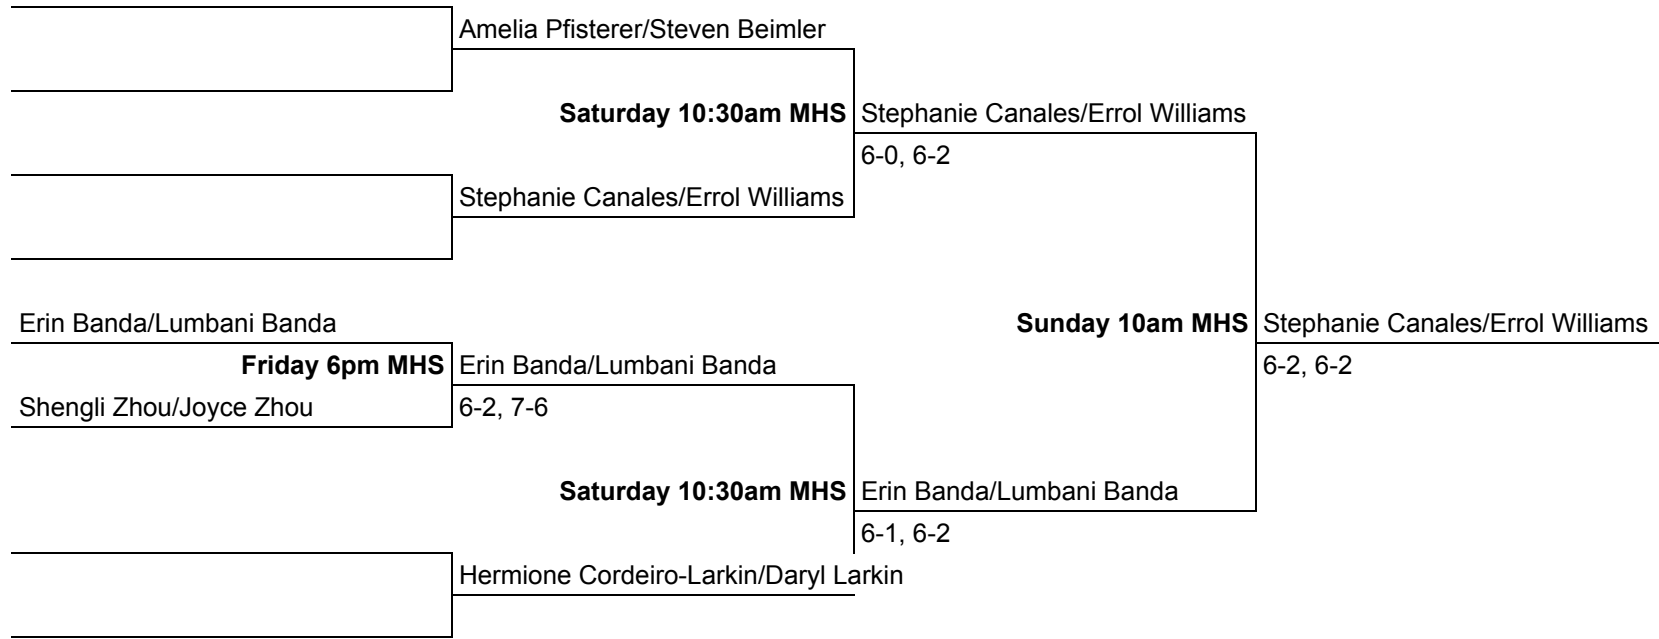 Amelia Pfisterer/Steven Beimler
Saturday 10:30am MHS Stephanie Canales/Errol Williams
6-0, 6-2
Stephanie Canales/Errol Williams
Erin Banda/Lumbani Banda Sunday 10am MHS Stephanie Canales/Errol Williams
Friday 6pm MHS Erin Banda/Lumbani Banda 6-2, 6-2
Shengli Zhou/Joyce Zhou 6-2, 7-6
Saturday 10:30am MHS Erin Banda/Lumbani Banda
6-1, 6-2
Hermione Cordeiro-Larkin/Daryl Larkin